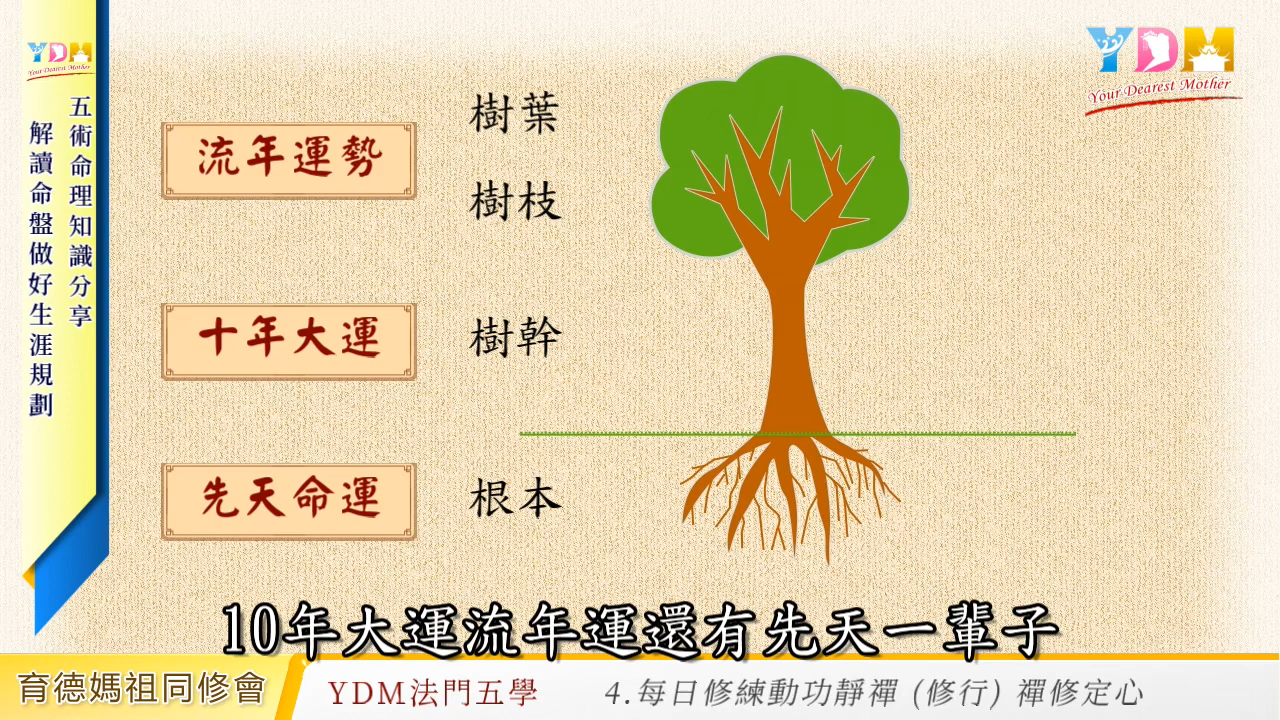 YDM
Your Dearest Mother
五術命理知識分享
解讀命盤做好生涯規劃
YDM
Your Dearest Mother
流年運勢
樹葉
樹枝
十年大運
樹幹
先天命運
根本
10年大運流年運還有先天一輩子
育德媽祖同修會
YDM法門五學
4.每日修練動功靜禪 (修行) 禪修定心